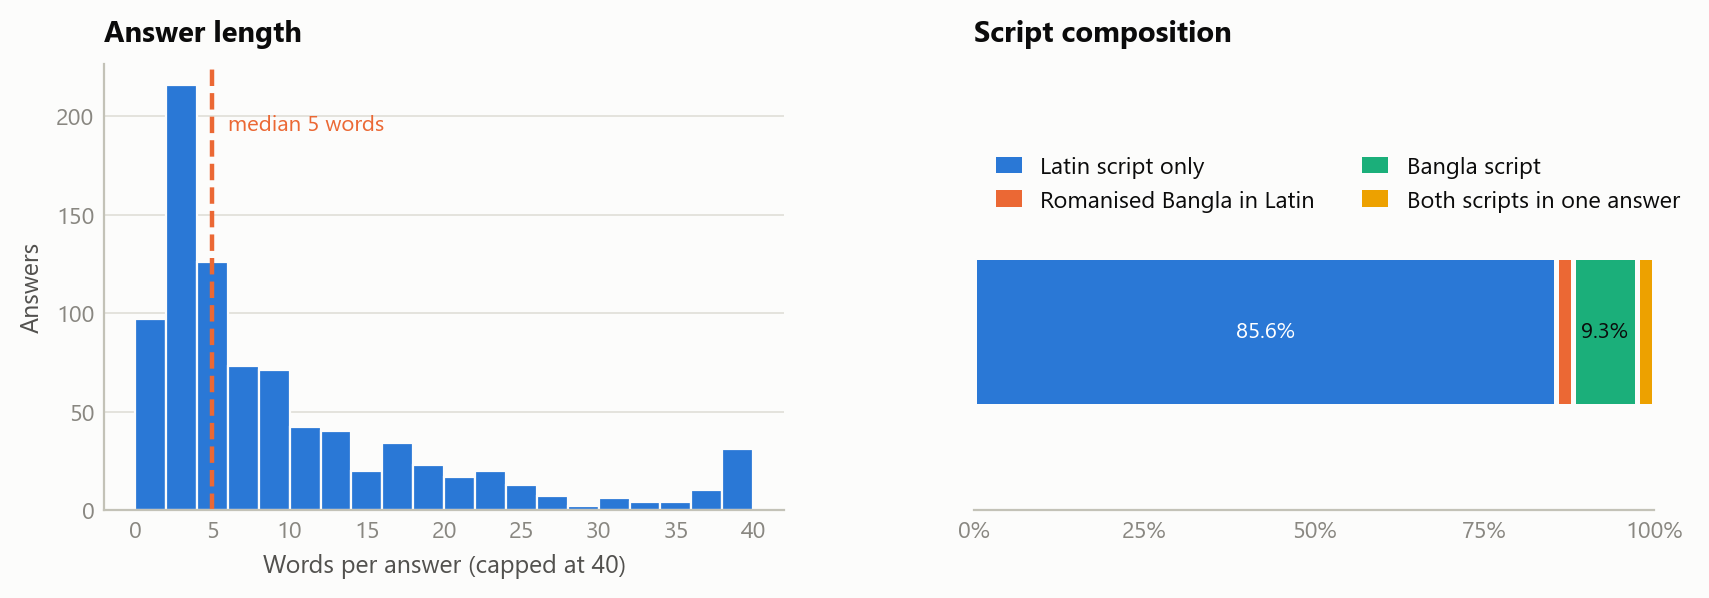 Answer length
200
150
100
50
0
Answers
median 5 words
0 5 10 15 20 25 30 35 40
Words per answer (capped at 40)
Script composition
Latin script only
Romanised Bangla in Latin
Bangla script
Both scripts in one answer
85.6%
9.3%
0% 25% 50% 75% 100%